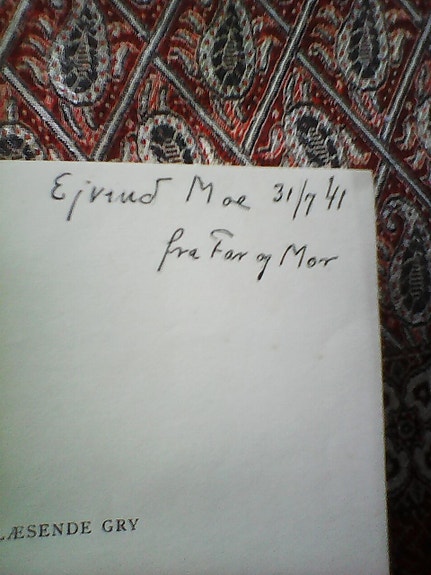 Ejvind Moe 31/7 41
fra Far og Mor
LÆSENDE GRY